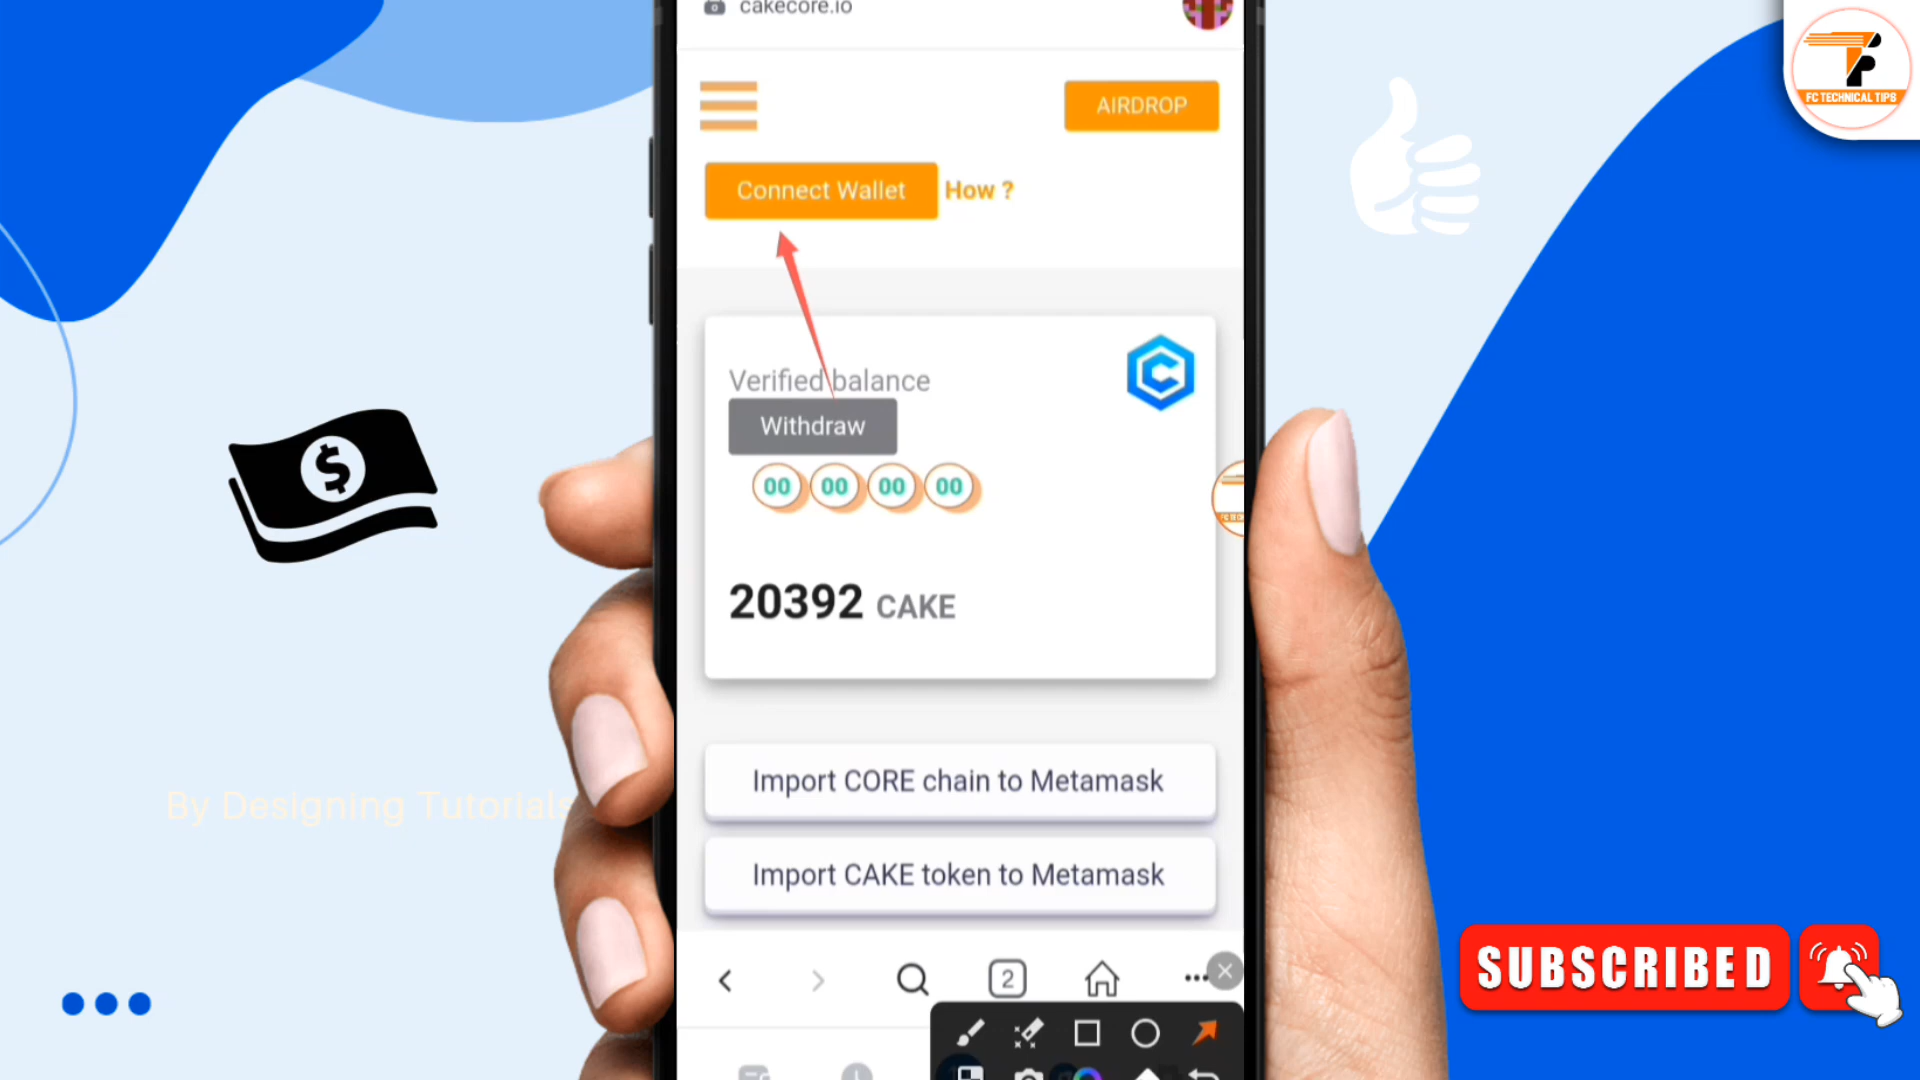 cakecore.io
AIRDROP
Connect Wallet How ?
Verified balance
Withdraw
00 00 00 00
20392 CAKE
Import CORE chain to Metamask
Import CAKE token to Metamask
2
FC TECHNICAL TIPS
By Designing Tutorials
SUBSCRIBED